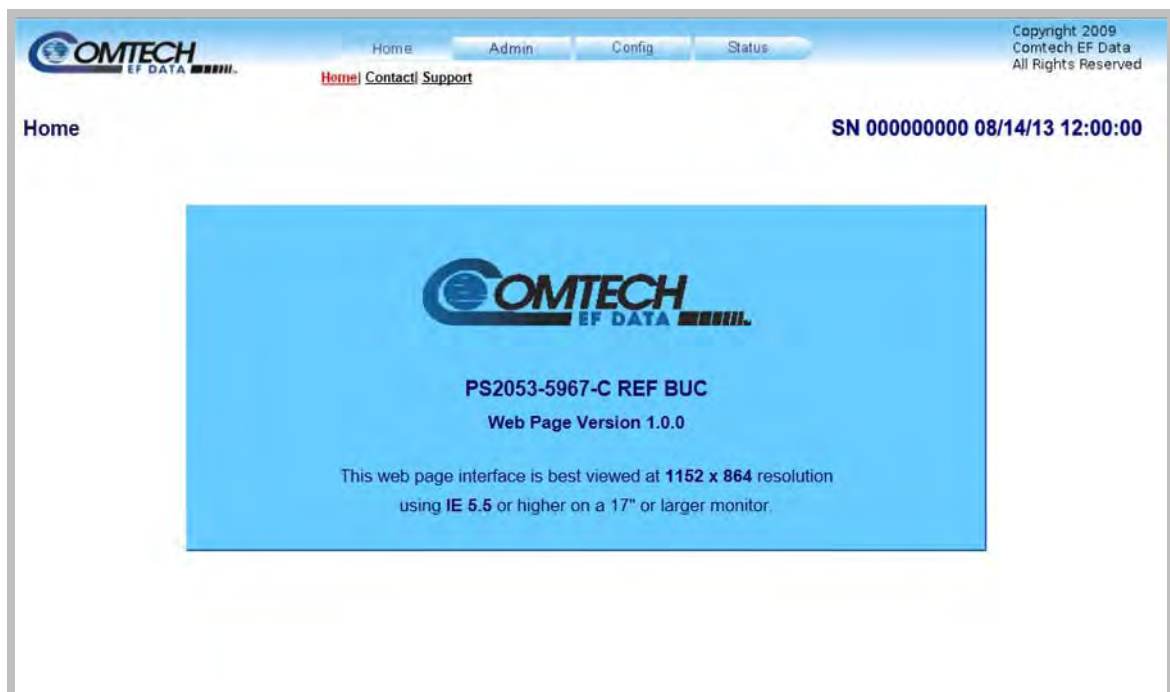 COMTECH
EF DATA
Home Admin Config Status
Copyright 2009
Comtech EF Data
All Rights Reserved
Home| Contact| Support
Home
SN 000000000 08/14/13 12:00:00
COMTECH
EF DATA
PS2053-5967-C REF BUC
Web Page Version 1.0.0
This web page interface is best viewed at 1152 x 864 resolution
using IE 5.5 or higher on a 17" or larger monitor.